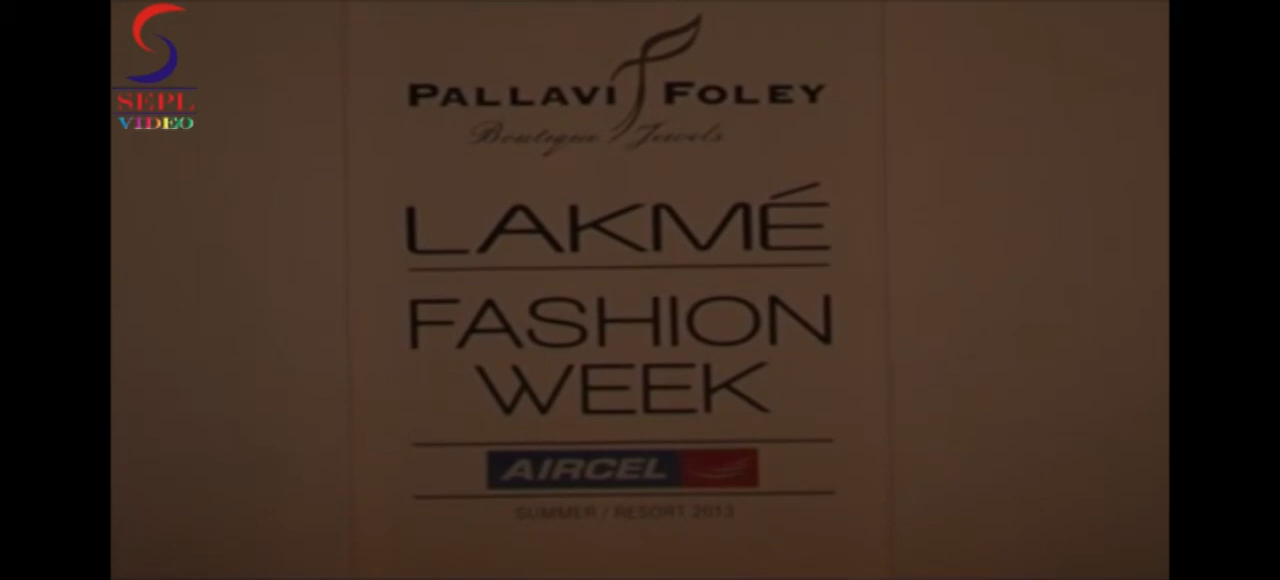 SEPL
VIDEO
PALLAVI FOLEY
Boutique Jewels
LAKMÉ
FASHION
WEEK
AIRCEL
SUMMER / RESORT 2013